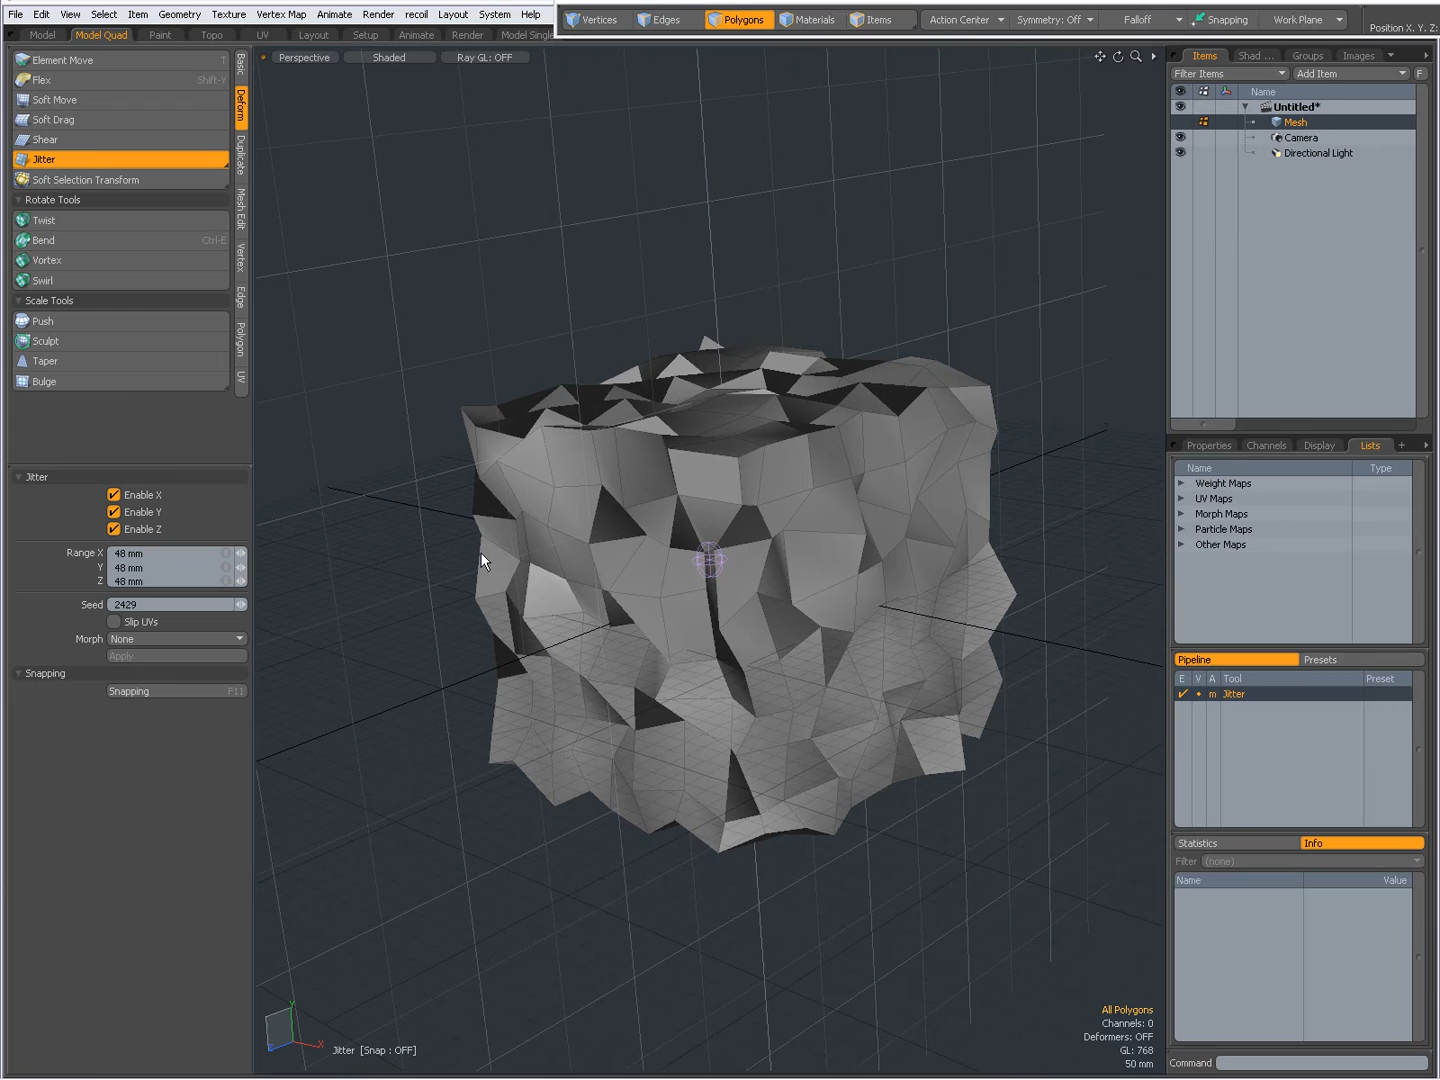 File Edit View Select Item Geometry Texture Vertex Map Animate Render recoil Layout System Help
Vertices Edges Polygons Materials Items Action Center Symmetry: Off Falloff Snapping Work Plane Position X, Y, Z:
Model Model Quad Paint Topo UV Layout Setup Animate Render Model Single
Element Move T
Flex Shift-Y
Soft Move
Soft Drag
Shear
Jitter
Soft Selection Transform
Rotate Tools
Twist
Bend Ctrl-E
Vortex
Swirl
Scale Tools
Push
Sculpt
Taper
Bulge
Basic
Deform
Duplicate
Mesh Edit
Vertex
Edge
Polygon
UV
Jitter
Enable X
Enable Y
Enable Z
Range X 48 mm
Y 48 mm
Z 48 mm
Seed 2429
Slip UVs
Morph None
Apply
Snapping
Snapping F11
Perspective Shaded Ray GL: OFF
Jitter [Snap : OFF]
Y
X
Z
All Polygons
Channels: 0
Deformers: OFF
GL: 768
50 mm
Items Shad ... Groups Images
Filter Items Add Item F
Name
Untitled*
Mesh
Camera
Directional Light
Properties Channels Display Lists +
Name Type
Weight Maps
UV Maps
Morph Maps
Particle Maps
Other Maps
Pipeline Presets
E V A Tool Preset
m Jitter
Statistics Info
Filter (none)
Name Value
Command